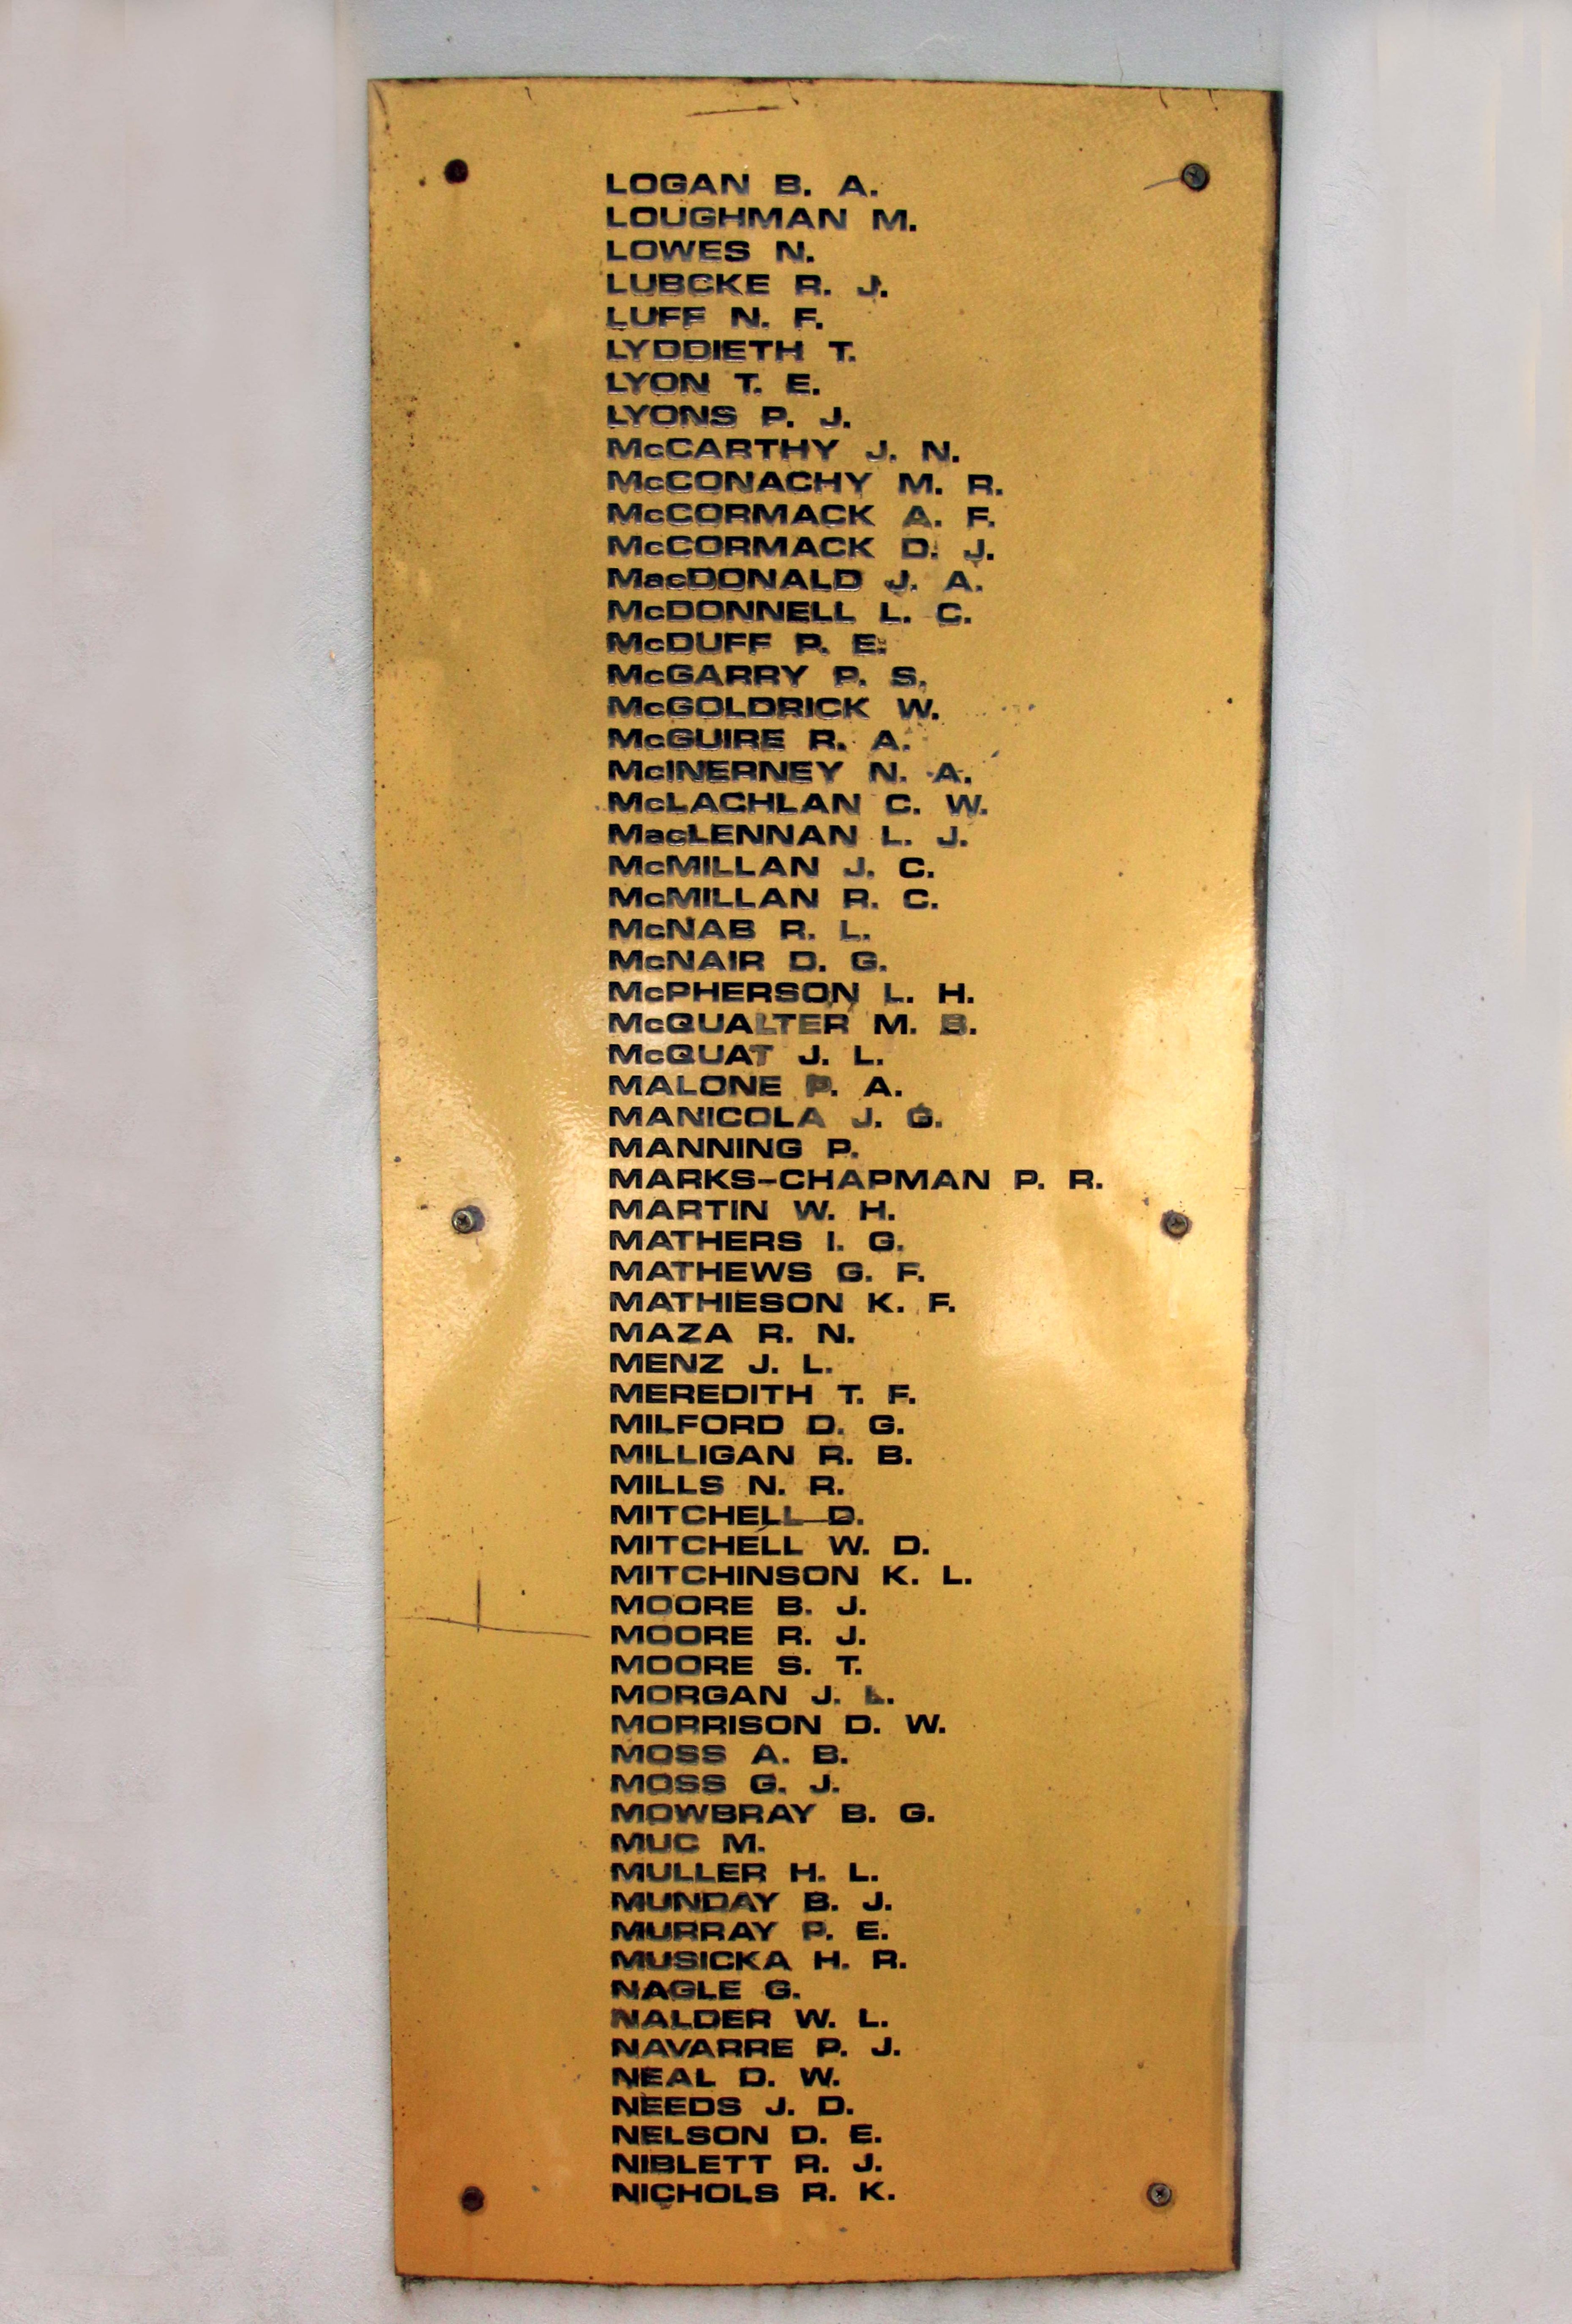 LOGAN B. A.
LOUGHMAN M.
LOWES N.
LUBCKE R. J.
LUFF N. F.
LYDDIETH T.
LYON T. E.
LYONS P. J.
McCARTHY J. N.
McCONACHY M. R.
McCORMACK A. F.
McCORMACK D. J.
MacDONALD J. A.
McDONNELL L. C.
McDUFF P. E.
McGARRY P. S.
McGOLDRICK W.
McGUIRE R. A.
McINERNEY N. A.
McLACHLAN C. W.
MacLENNAN L. J.
McMILLAN J. C.
McMILLAN R. C.
McNAB R. L.
McNAIR D. G.
McPHERSON L. H.
McQUALTER M. B.
McQUAT J. L.
MALONE P. A.
MANICOLA J. G.
MANNING P.
MARKS-CHAPMAN P. R.
MARTIN W. H.
MATHERS I. G.
MATHEWS G. F.
MATHIESON K. F.
MAZA R. N.
MENZ J. L.
MEREDITH T. F.
MILFORD D. G.
MILLIGAN R. B.
MILLS N. R.
MITCHELL D.
MITCHELL W. D.
MITCHINSON K. L.
MOORE B. J.
MOORE R. J.
MOORE S. T.
MORGAN J. L.
MORRISON D. W.
MOSS A. B.
MOSS G. J.
MOWBRAY B. G.
MUC M.
MULLER H. L.
MUNDAY B. J.
MURRAY P. E.
MUSICKA H. R.
NAGLE G.
NALDER W. L.
NAVARRE P. J.
NEAL D. W.
NEEDS J. D.
NELSON D. E.
NIBLETT R. J.
NICHOLS R. K.